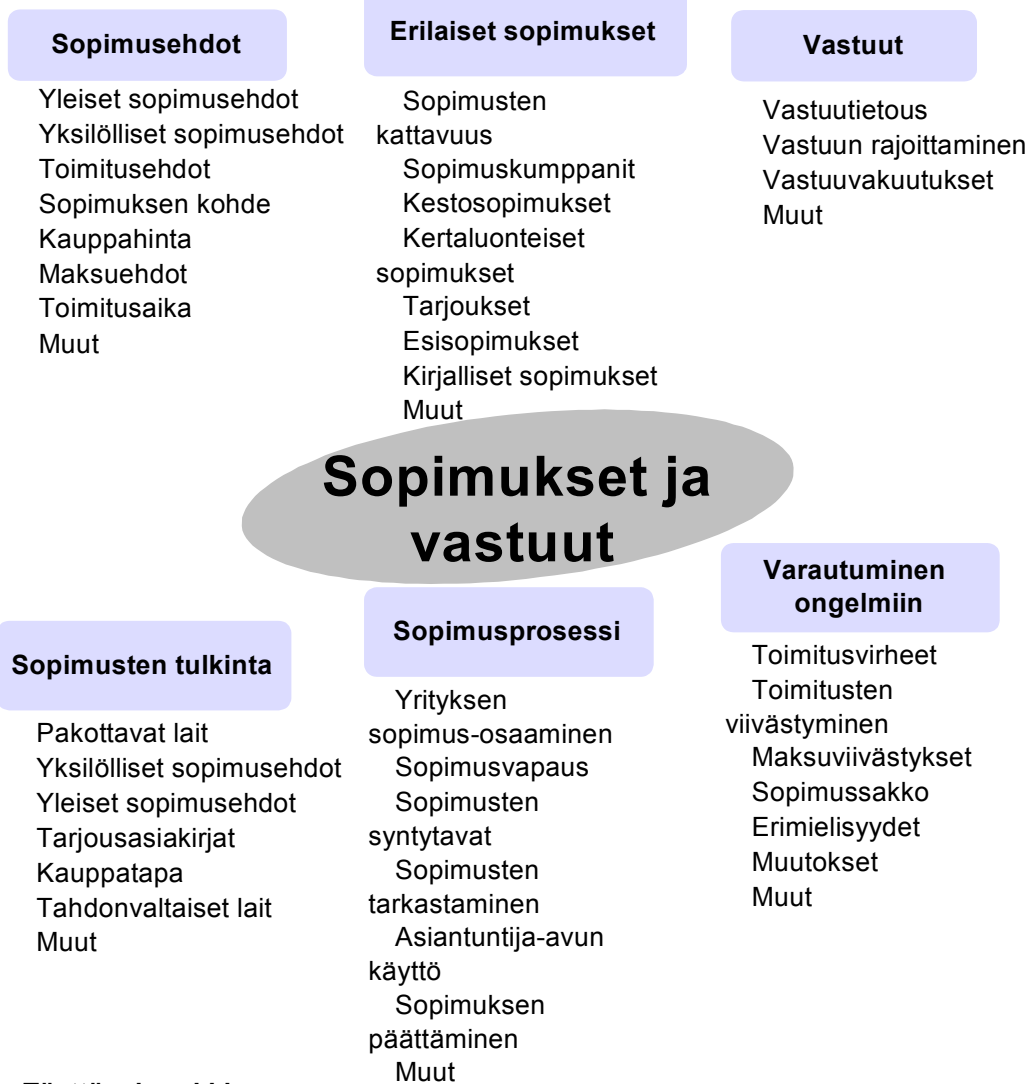 Sopimusehdot
Yleiset sopimusehdot
Yksilölliset sopimusehdot
Toimitusehdot
Sopimuksen kohde
Kauppahinta
Maksuehdot
Toimitusaika
Muut
Erilaiset sopimukset
Sopimusten
kattavuus
Sopimuskumppanit
Kestosopimukset
Kertaluonteiset
sopimukset
Tarjoukset
Esisopimukset
Kirjalliset sopimukset
Muut
Vastuut
Vastuutietous
Vastuun rajoittaminen
Vastuuvakuutukset
Muut
Sopimukset ja
vastuut
Sopimusten tulkinta
Pakottavat lait
Yksilölliset sopimusehdot
Yleiset sopimusehdot
Tarjousasiakirjat
Kauppatapa
Tahdonvaltaiset lait
Muut
Sopimusprosessi
Yrityksen
sopimus-osaaminen
Sopimusvapaus
Sopimusten
syntytavat
Sopimusten
tarkastaminen
Asiantuntija-avun
käyttö
Sopimuksen
päättäminen
Muut
Varautuminen
ongelmiin
Toimitusvirheet
Toimitusten
viivästyminen
Maksuviivästykset
Sopimussakko
Erimielisyydet
Muutokset
Muut